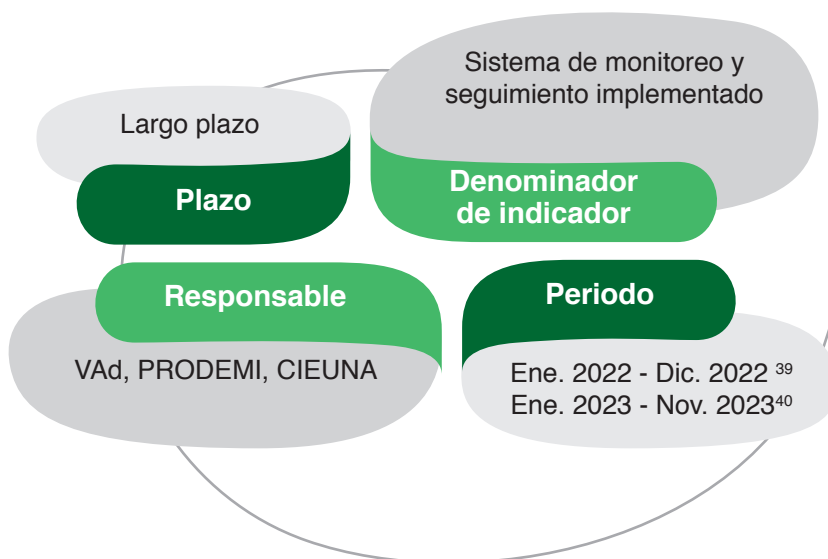 Largo plazo
Plazo
Sistema de monitoreo y
seguimiento implementado
Denominador
de indicador
Responsable
VAd, PRODEMI, CIEUNA
Periodo
Ene. 2022 - Dic. 2022 39
Ene. 2023 - Nov. 202340